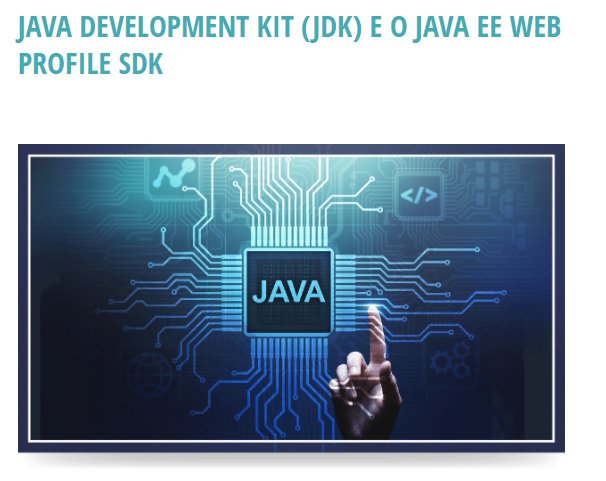 JAVA DEVELOPMENT KIT (JDK) E O JAVA EE WEB
PROFILE SDK
</>
JAVA